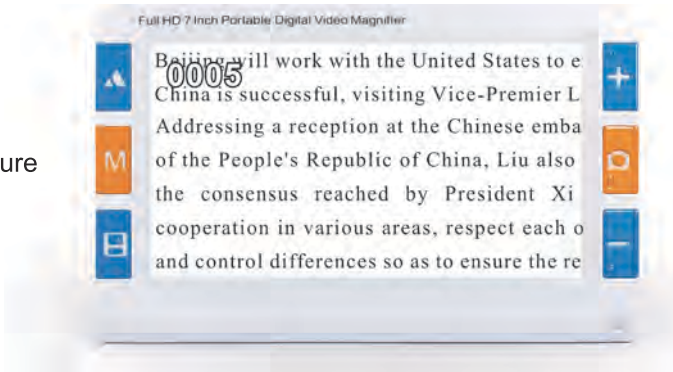 Full HD 7 Inch Portable Digital Video Magnifier
Beijing will work with the United States to e
0005
China is successful, visiting Vice-Premier L
Addressing a reception at the Chinese emba
ure
M
of the People's Republic of China, Liu also
the consensus reached by President Xi
cooperation in various areas, respect each o
and control differences so as to ensure the re